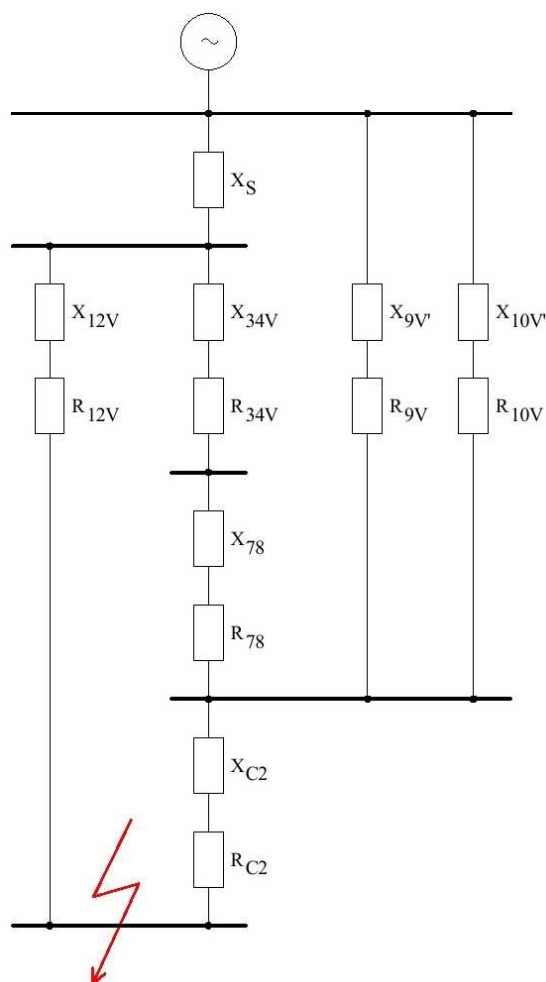 ~
X_S
X_12V X_34V X_9V' X_10V'
R_12V R_34V R_9V R_10V
X_78
R_78
X_C2
R_C2